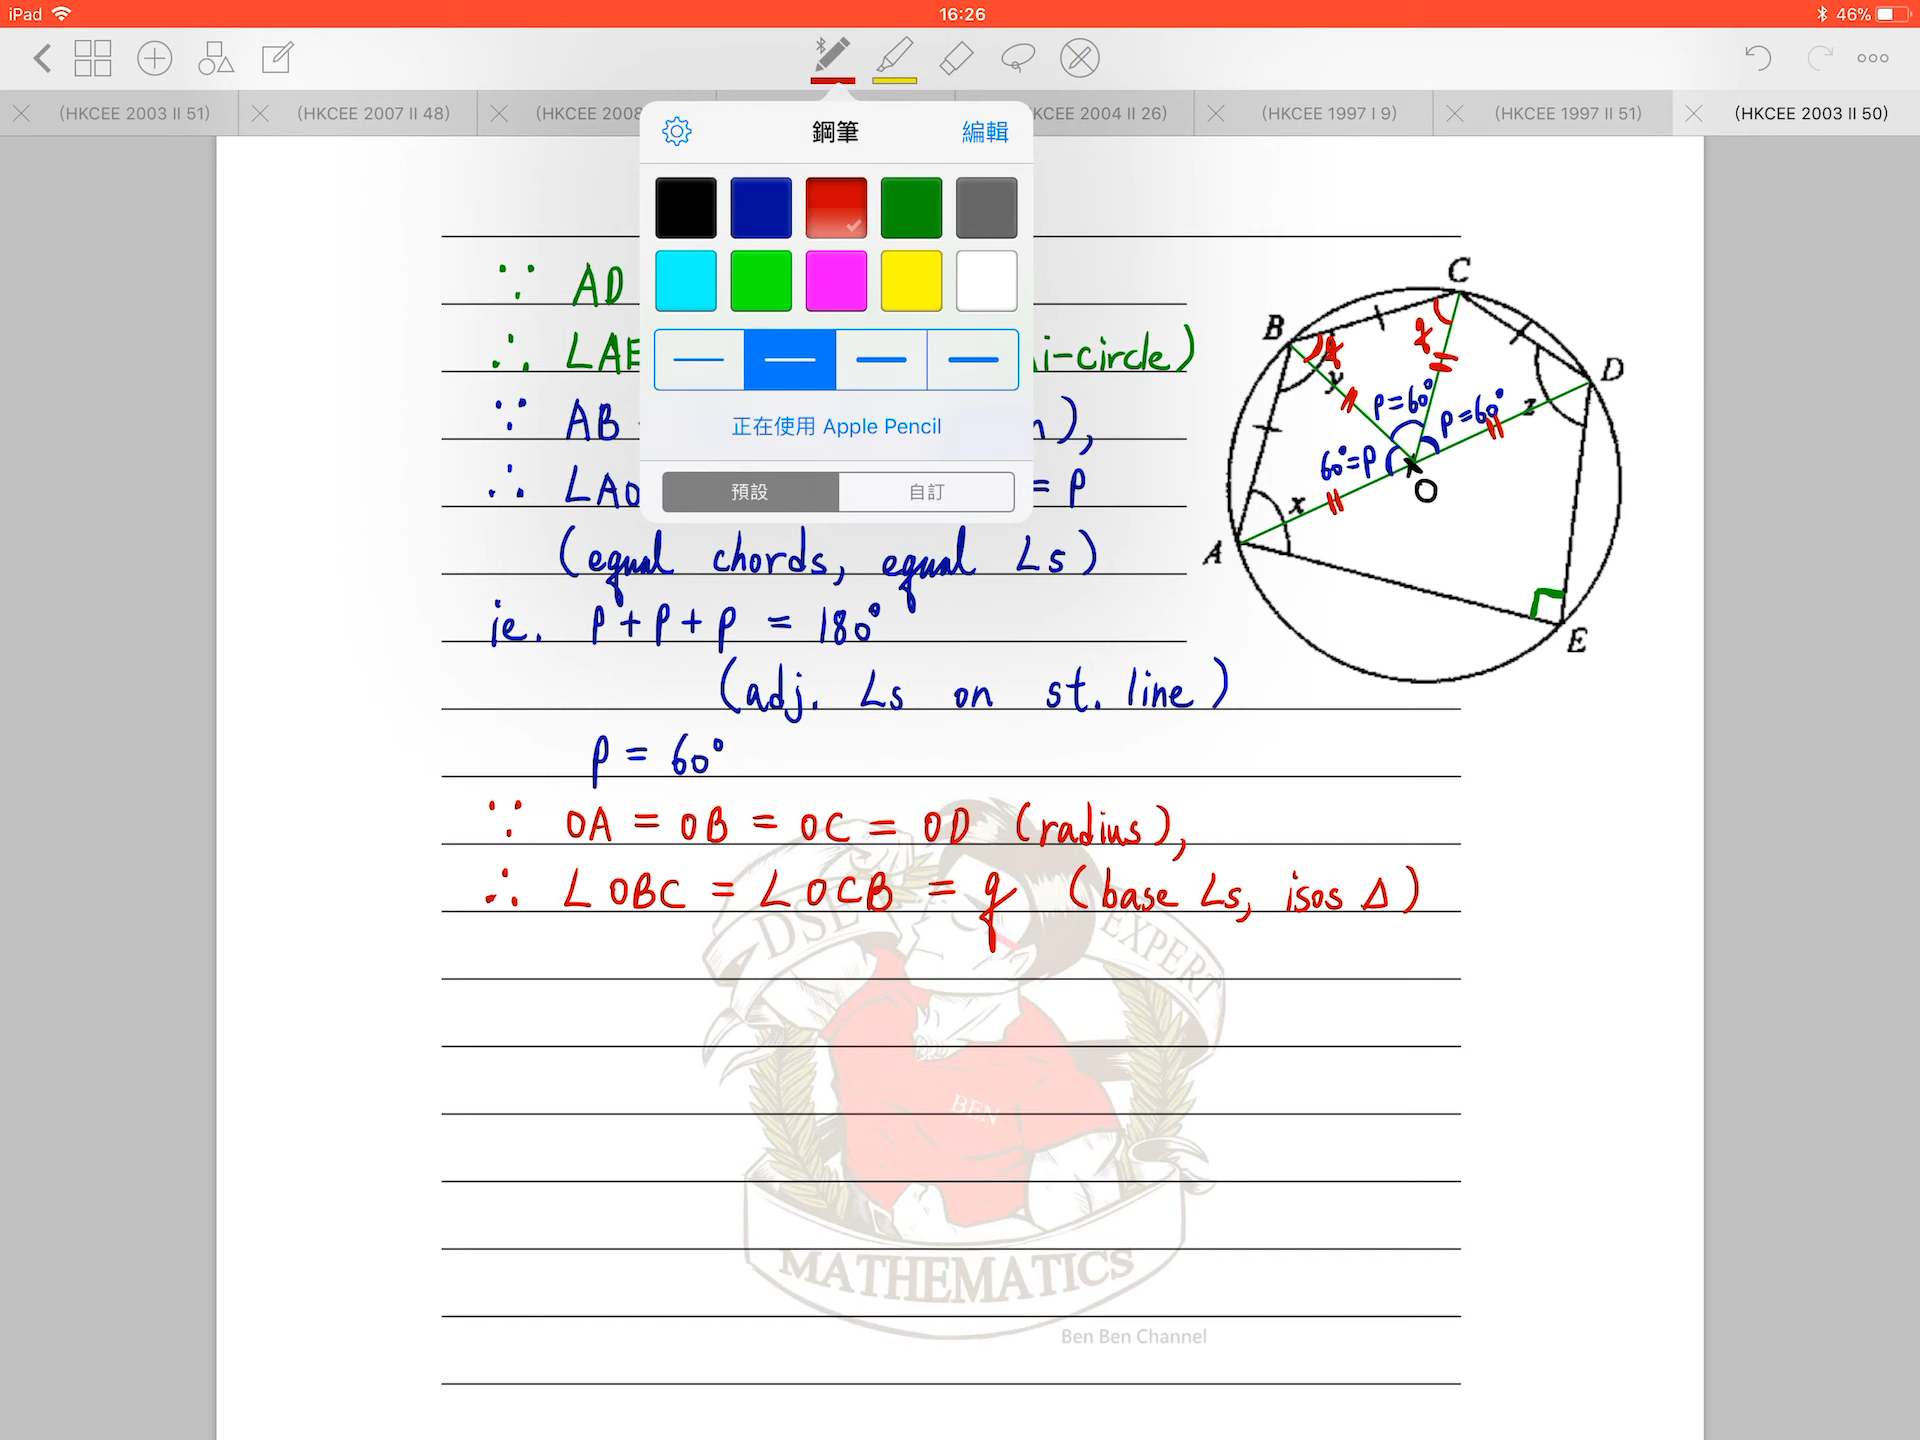 iPad 16:26 46%
(HKCEE 2003 II 51) (HKCEE 2007 II 48) (HKCEE 2008 KCEE 2004 II 26) (HKCEE 1997 I 9) (HKCEE 1997 II 51) (HKCEE 2003 II 50)
鋼筆 編輯
正在使用 Apple Pencil
預設 自訂
∵ AD
∴ ∠AE i-circle)
∵ AB ),
∴ ∠AO = p
(equal chords, equal ∠s)
ie. p + p + p = 180°
(adj. ∠s on st. line)
p = 60°
∵ OA = OB = OC = OD (radius),
∴ ∠OBC = ∠OCB = q (base ∠s, isos Δ)
C
B q q D
y p=60° p=60° z
60°=p
O
x
A
E
DSE EXPERT
BEN
MATHEMATICS
Ben Ben Channel